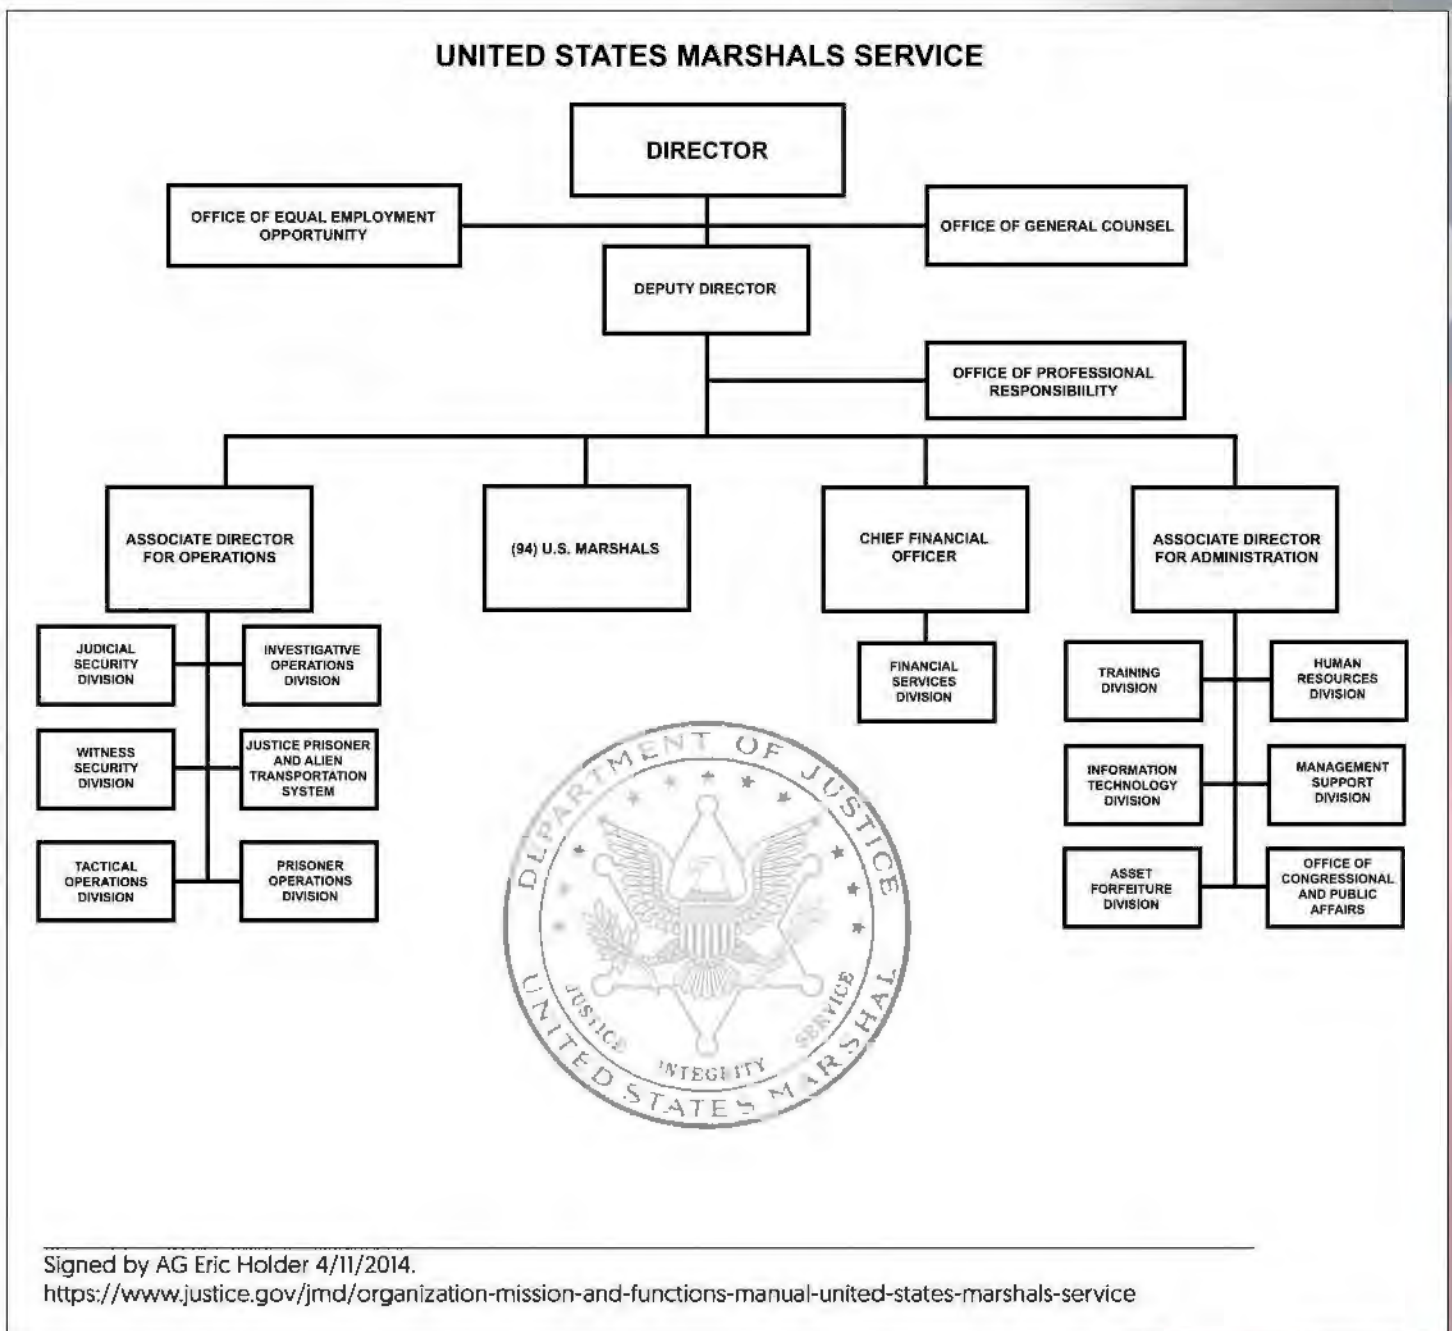 UNITED STATES MARSHALS SERVICE
DIRECTOR
OFFICE OF EQUAL EMPLOYMENT
OPPORTUNITY
OFFICE OF GENERAL COUNSEL
DEPUTY DIRECTOR
OFFICE OF PROFESSIONAL
RESPONSIBIILITY
ASSOCIATE DIRECTOR
FOR OPERATIONS
(94) U.S. MARSHALS
CHIEF FINANCIAL
OFFICER
ASSOCIATE DIRECTOR
FOR ADMINISTRATION
JUDICIAL
SECURITY
DIVISION
INVESTIGATIVE
OPERATIONS
DIVISION
WITNESS
SECURITY
DIVISION
JUSTICE PRISONER
AND ALIEN
TRANSPORTATION
SYSTEM
TACTICAL
OPERATIONS
DIVISION
PRISONER
OPERATIONS
DIVISION
FINANCIAL
SERVICES
DIVISION
TRAINING
DIVISION
HUMAN
RESOURCES
DIVISION
INFORMATION
TECHNOLOGY
DIVISION
MANAGEMENT
SUPPORT
DIVISION
ASSET
FORFEITURE
DIVISION
OFFICE OF
CONGRESSIONAL
AND PUBLIC
AFFAIRS
DEPARTMENT OF JUSTICE
UNITED STATES MARSHAL
JUSTICE INTEGRITY SERVICE
Signed by AG Eric Holder 4/11/2014.
https://www.justice.gov/jmd/organization-mission-and-functions-manual-united-states-marshals-service